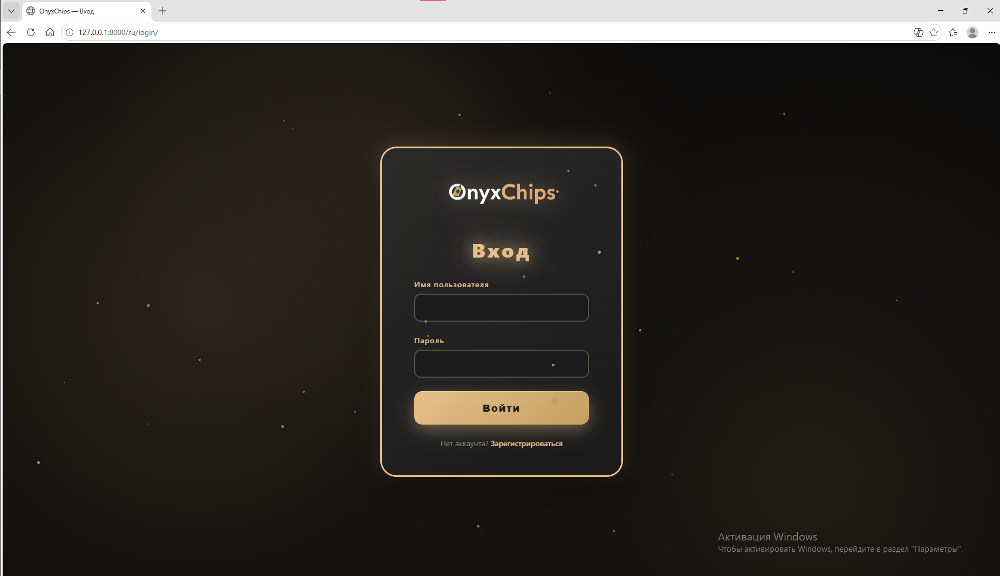 OnyxChips — Вход
127.0.0.1:8000/ru/login/
OnyxChips
Вход
Имя пользователя
Пароль
Войти
Нет аккаунта? Зарегистрироваться
Активация Windows
Чтобы активировать Windows, перейдите в раздел "Параметры".